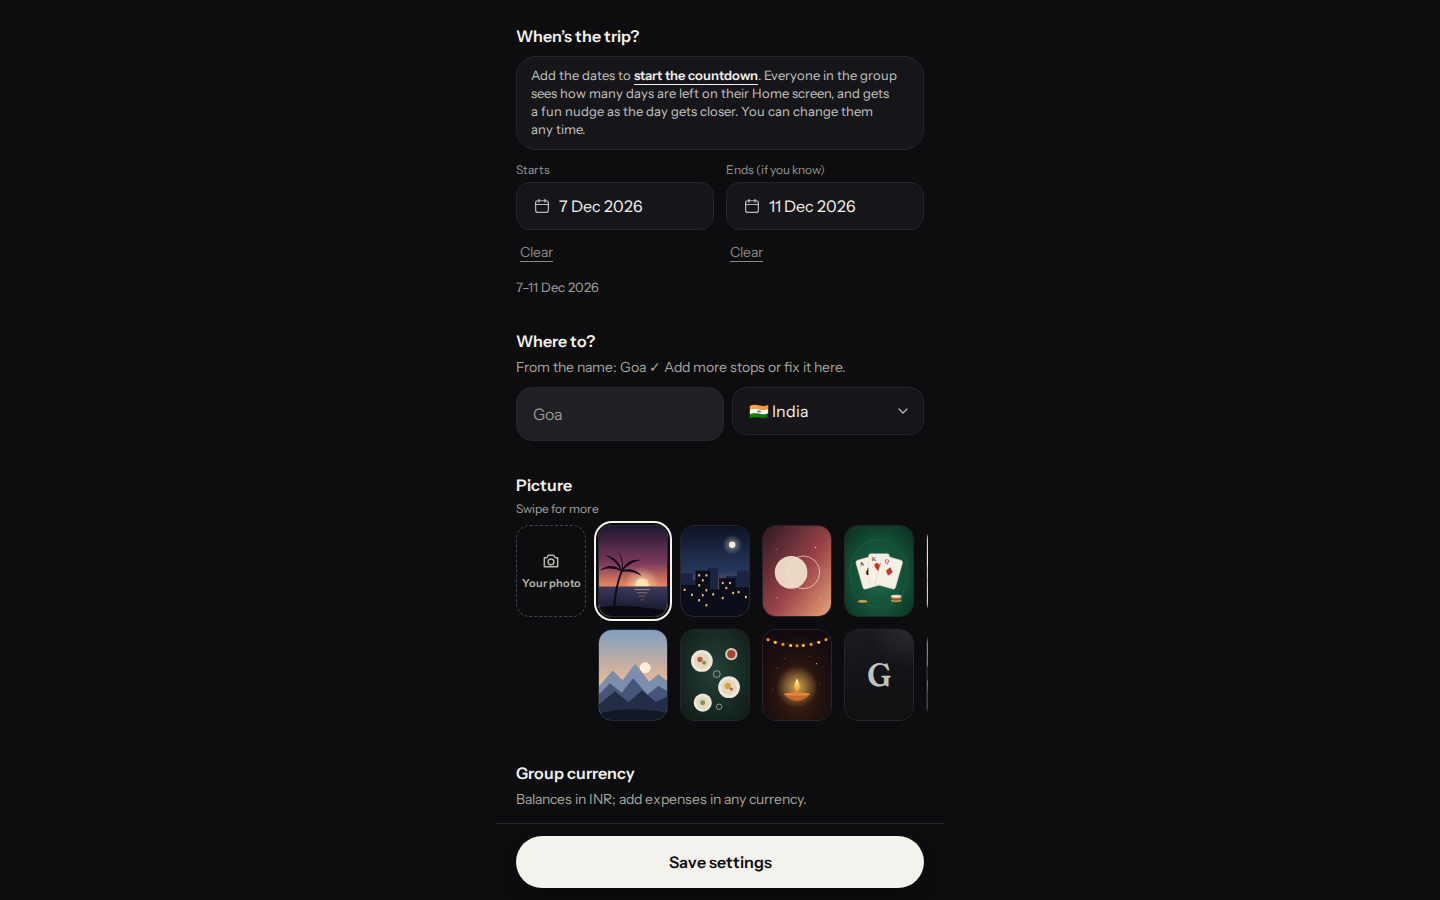 When's the trip?
Add the dates to start the countdown. Everyone in the group
sees how many days are left on their Home screen, and gets
a fun nudge as the day gets closer. You can change them
any time.
Starts
Ends (if you know)
7 Dec 2026
11 Dec 2026
Clear
Clear
7–11 Dec 2026
Where to?
From the name: Goa ✓ Add more stops or fix it here.
Goa
🇮🇳 India
Picture
Swipe for more
Your photo
A K Q
G
Group currency
Balances in INR; add expenses in any currency.
Save settings